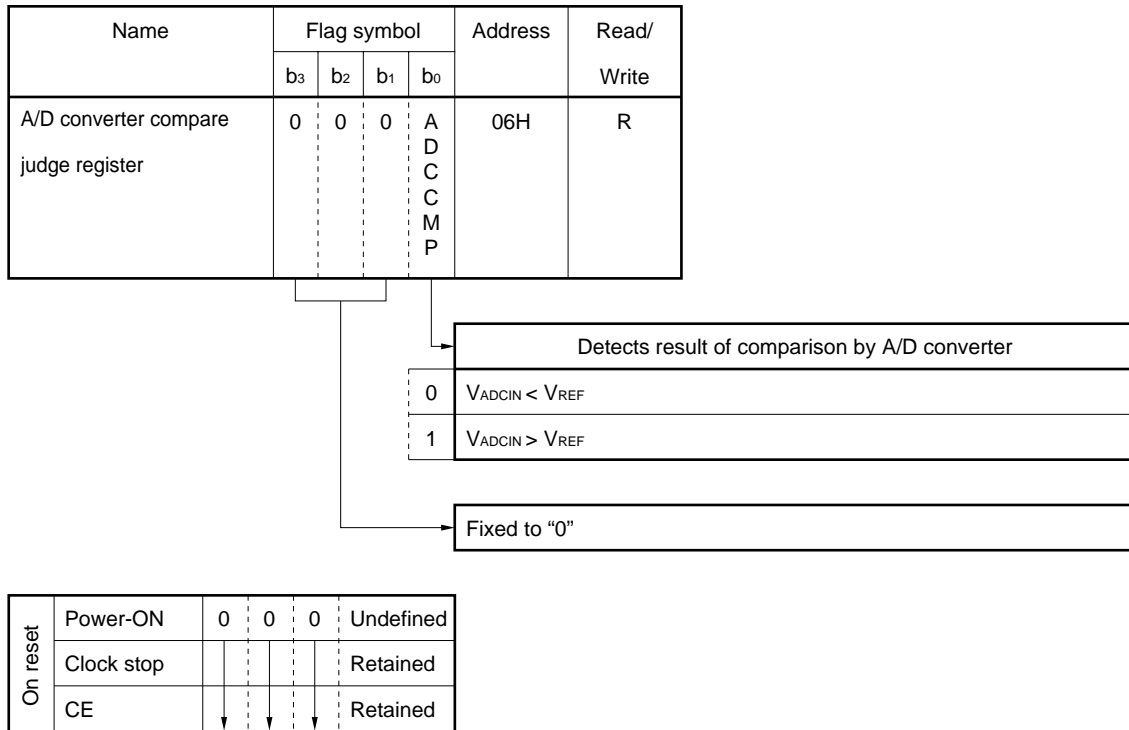 Name Flag symbol Address Read/
b3 b2 b1 b0 Write
A/D converter compare 0 0 0 A 06H R
judge register D
C
C
M
P
Detects result of comparison by A/D converter
0 VADCIN < VREF
1 VADCIN > VREF
Fixed to “0”
On reset
Power-ON 0 0 0 Undefined
Clock stop Retained
CE Retained